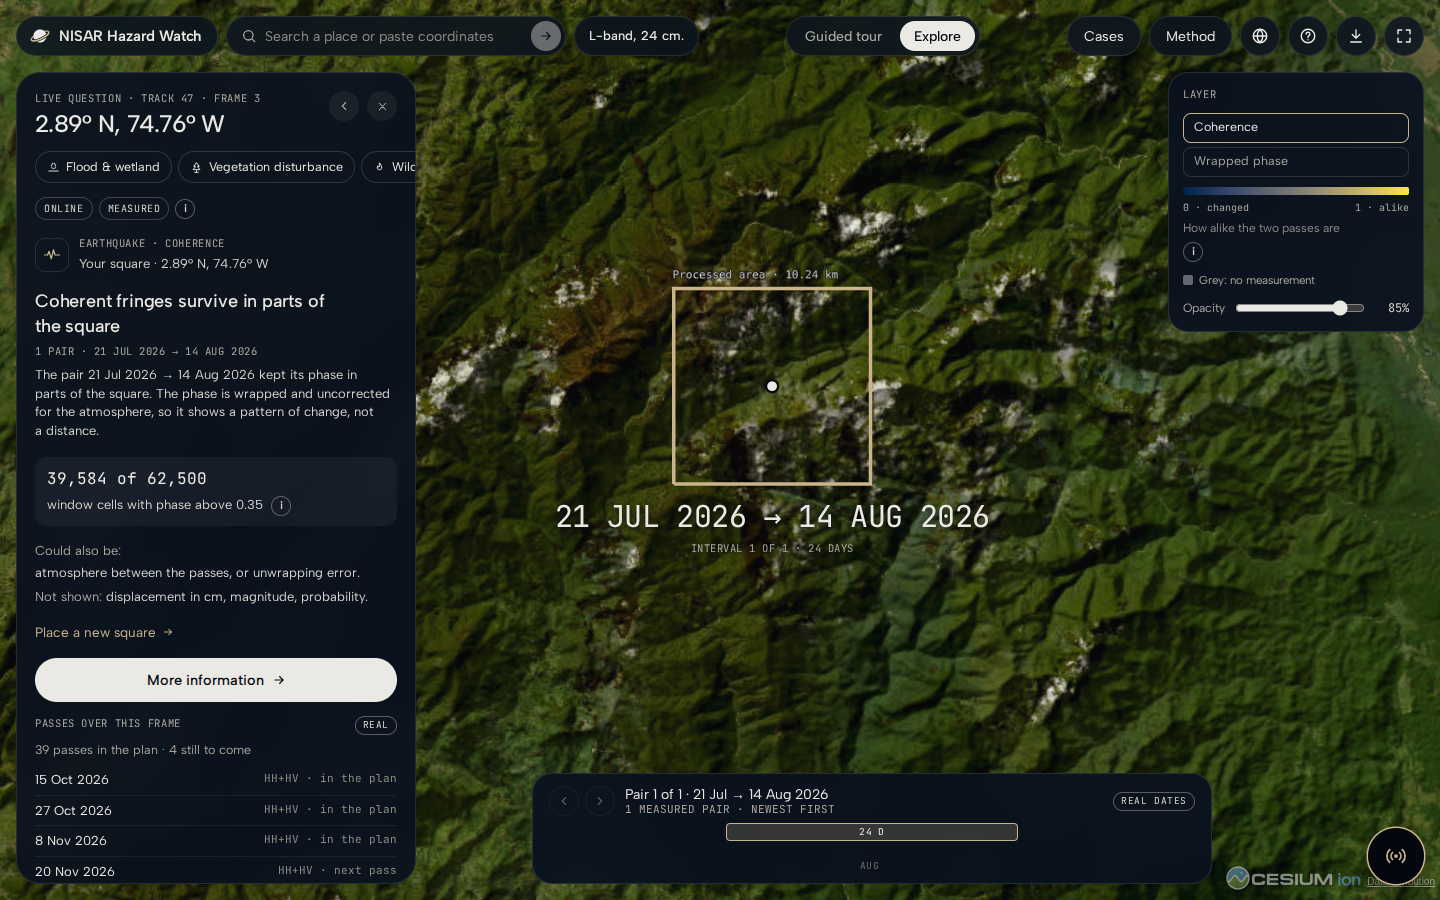 NISAR Hazard Watch
Search a place or paste coordinates
L-band, 24 cm.
Guided tour
Explore
Cases
Method
LIVE QUESTION · TRACK 47 · FRAME 3
2.89° N, 74.76° W
Flood & wetland
Vegetation disturbance
ONLINE
MEASURED
i
EARTHQUAKE · COHERENCE
Your square · 2.89° N, 74.76° W
Coherent fringes survive in parts of
the square
1 PAIR · 21 JUL 2026 → 14 AUG 2026
The pair 21 Jul 2026 → 14 Aug 2026 kept its phase in
parts of the square. The phase is wrapped and uncorrected
for the atmosphere, so it shows a pattern of change, not
a distance.
39,584 of 62,500
window cells with phase above 0.35
i
Could also be:
atmosphere between the passes, or unwrapping error.
Not shown: displacement in cm, magnitude, probability.
Place a new square →
More information →
PASSES OVER THIS FRAME
REAL
39 passes in the plan · 4 still to come
15 Oct 2026 HH+HV · in the plan
27 Oct 2026 HH+HV · in the plan
8 Nov 2026 HH+HV · in the plan
20 Nov 2026 HH+HV · next pass
Processed area · 10.24 km
21 JUL 2026 → 14 AUG 2026
INTERVAL 1 OF 1 · 24 DAYS
LAYER
Coherence
Wrapped phase
0 · changed 1 · alike
How alike the two passes are
i
Grey: no measurement
Opacity 85%
Pair 1 of 1 · 21 Jul → 14 Aug 2026
1 MEASURED PAIR · NEWEST FIRST
REAL DATES
24 D
AUG
CESIUM ion